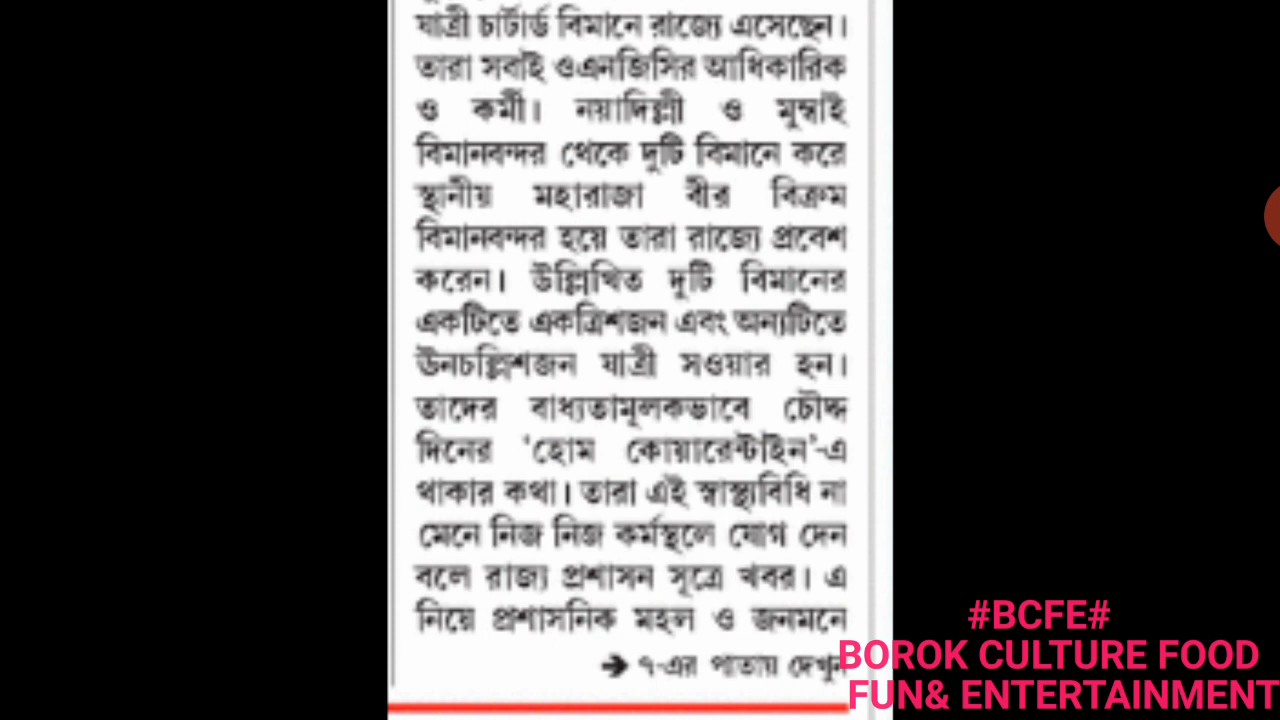 যাত্রী চার্টার্ড বিমানে রাজ্যে এসেছেন।
তারা সবাই ওএনজিসির আধিকারিক
ও কর্মী। নয়াদিল্লী ও মুম্বাই
বিমানবন্দর থেকে দুটি বিমানে করে
স্থানীয় মহারাজা বীর বিক্রম
বিমানবন্দর হয়ে তারা রাজ্যে প্রবেশ
করেন। উল্লিখিত দুটি বিমানের
একটিতে একত্রিশজন এবং অন্যটিতে
ঊনচল্লিশজন যাত্রী সওয়ার হন।
তাদের বাধ্যতামূলকভাবে চৌদ্দ
দিনের 'হোম কোয়ারেন্টাইন'-এ
থাকার কথা। তারা এই স্বাস্থ্যবিধি না
মেনে নিজ নিজ কর্মস্থলে যোগ দেন
বলে রাজ্য প্রশাসন সূত্রে খবর। এ
নিয়ে প্রশাসনিক মহল ও জনমনে
➔ ৭-এর পাতায় দেখুন
#BCFE#
BOROK CULTURE FOOD
FUN& ENTERTAINMENT